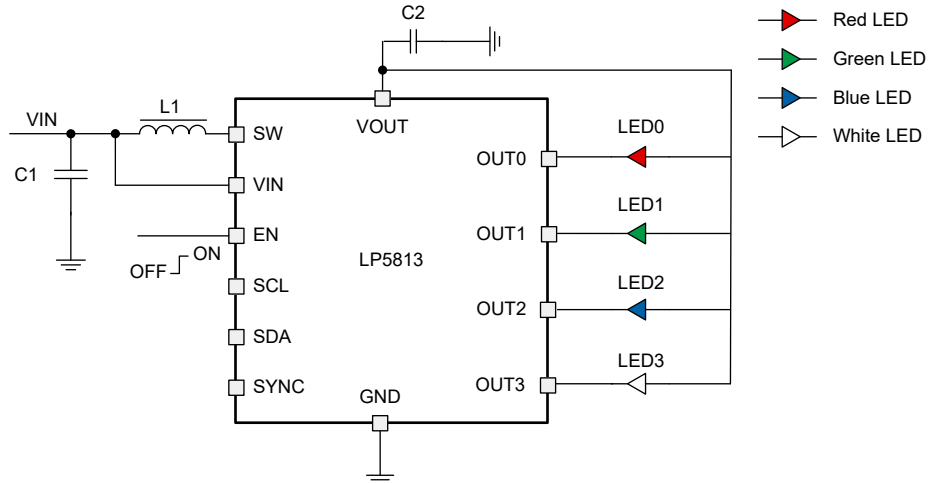 C2
Red LED
Green LED
Blue LED
White LED
VIN
L1
C1
SW
VOUT
VIN
EN
OFF ON
SCL
SDA
SYNC
LP5813
GND
OUT0
OUT1
OUT2
OUT3
LED0
LED1
LED2
LED3